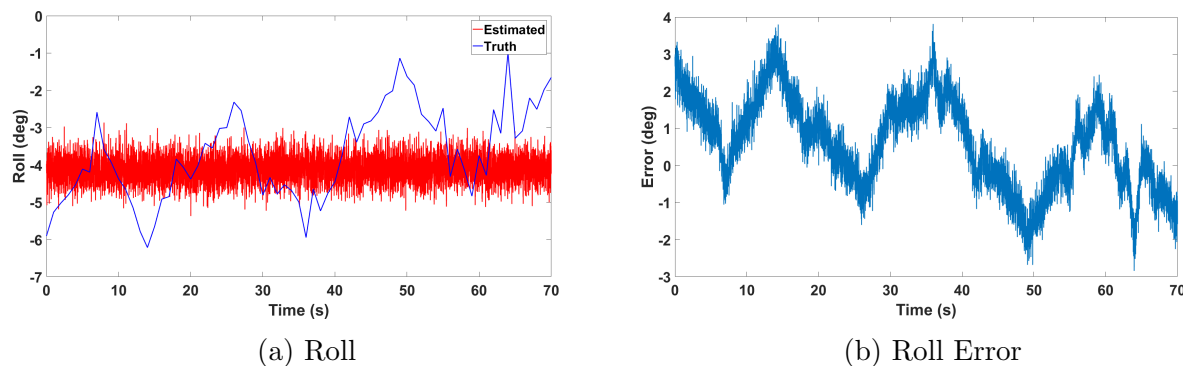 0
-1
-2
-3
-4
-5
-6
-7
Roll (deg)
Estimated
Truth
0 10 20 30 40 50 60 70
Time (s)
(a) Roll
4
3
2
1
0
-1
-2
-3
Error (deg)
0 10 20 30 40 50 60 70
Time (s)
(b) Roll Error